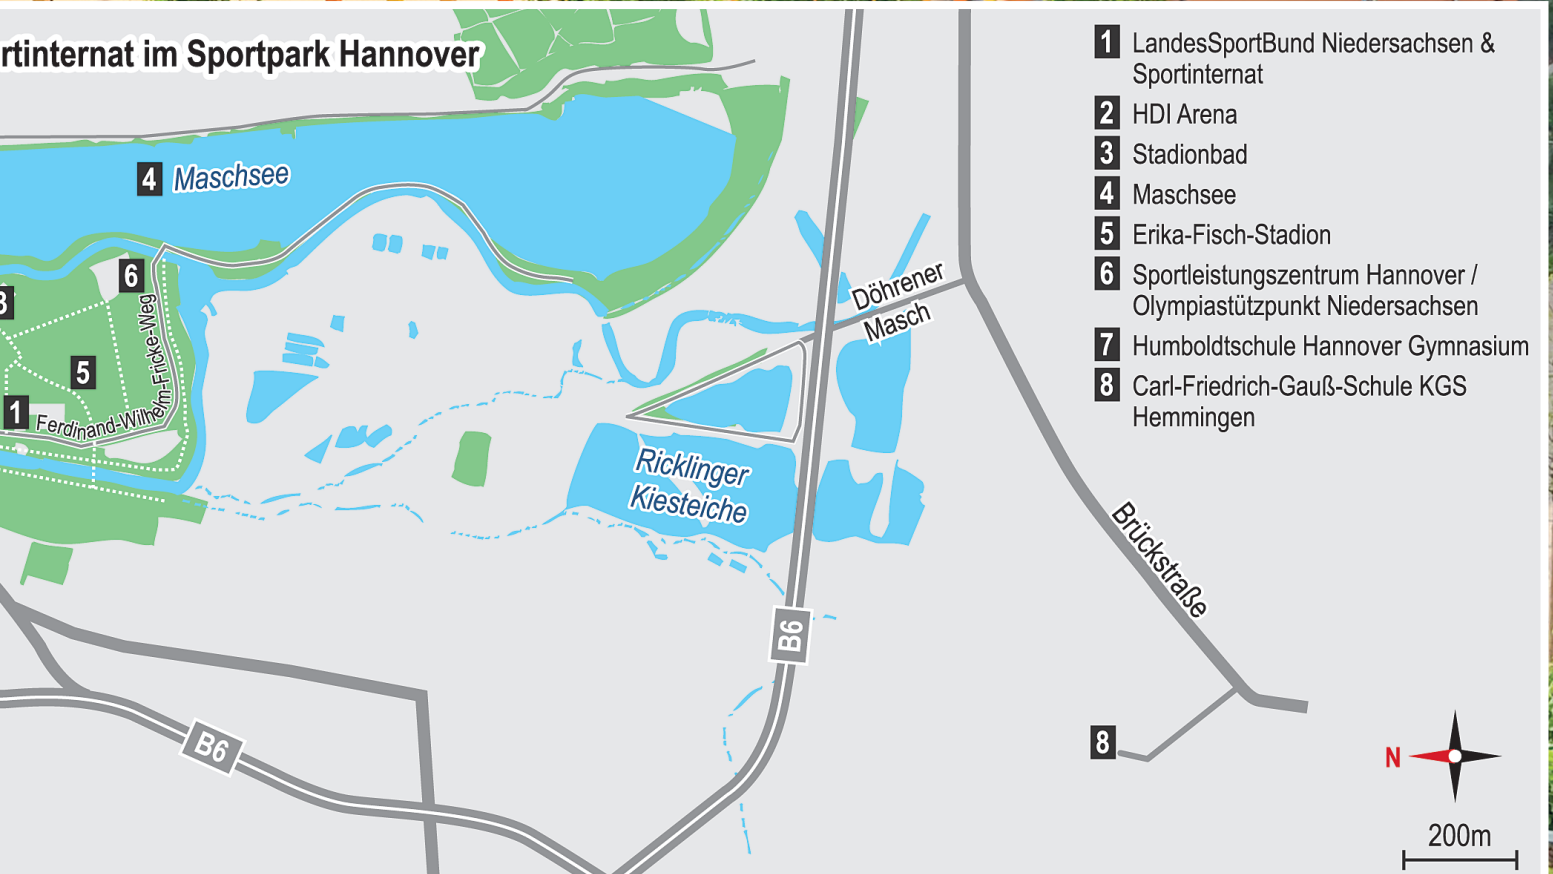 rtinternat im Sportpark Hannover
1 LandesSportBund Niedersachsen &
Sportinternat
2 HDI Arena
3 Stadionbad
4 Maschsee
5 Erika-Fisch-Stadion
6 Sportleistungszentrum Hannover /
Olympiastützpunkt Niedersachsen
7 Humboldtschule Hannover Gymnasium
8 Carl-Friedrich-Gauß-Schule KGS
Hemmingen
4 Maschsee
6
3
5
1
Ferdinand-Wilhelm-Fricke-Weg
Döhrener
Masch
Ricklinger
Kiesteiche
Brückstraße
B6
B6
8
N
200m